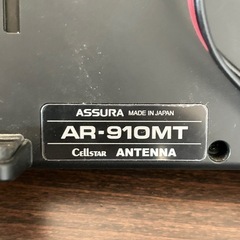 ASSURA MADE IN JAPAN
AR-910MT
CELLSTAR ANTENNA